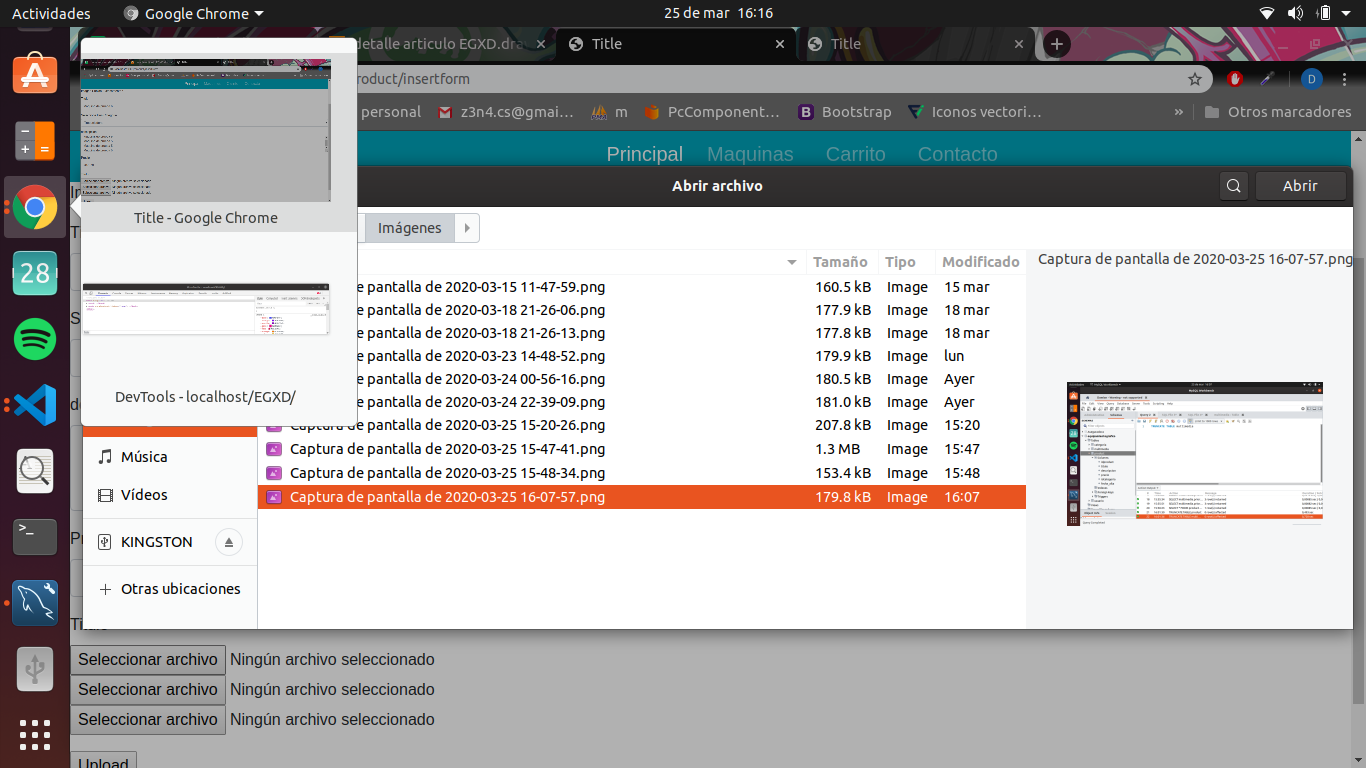 Actividades
Google Chrome
25 de mar 16:16
detalle articulo EGXD.dra
Title
Title
roduct/insertform
D
personal
z3n4.cs@gmai…
m
PcComponent…
Bootstrap
Iconos vectori…
»
Otros marcadores
Principal
Maquinas
Carrito
Contacto
Abrir archivo
Abrir
Imágenes
Title - Google Chrome
DevTools - localhost/EGXD/
Tamaño
Tipo
Modificado
de pantalla de 2020-03-15 11-47-59.png 160.5 kB Image 15 mar
de pantalla de 2020-03-18 21-26-06.png 177.9 kB Image 18 mar
de pantalla de 2020-03-18 21-26-13.png 177.8 kB Image 18 mar
de pantalla de 2020-03-23 14-48-52.png 179.9 kB Image lun
de pantalla de 2020-03-24 00-56-16.png 180.5 kB Image Ayer
de pantalla de 2020-03-24 22-39-09.png 181.0 kB Image Ayer
Captura de pantalla de 2020-03-25 15-20-26.png 207.8 kB Image 15:20
Captura de pantalla de 2020-03-25 15-47-41.png 1.3 MB Image 15:47
Captura de pantalla de 2020-03-25 15-48-34.png 153.4 kB Image 15:48
Captura de pantalla de 2020-03-25 16-07-57.png 179.8 kB Image 16:07
Captura de pantalla de 2020-03-25 16-07-57.png
28
Música
Vídeos
KINGSTON
Otras ubicaciones
Seleccionar archivo Ningún archivo seleccionado
Seleccionar archivo Ningún archivo seleccionado
Seleccionar archivo Ningún archivo seleccionado
Upload